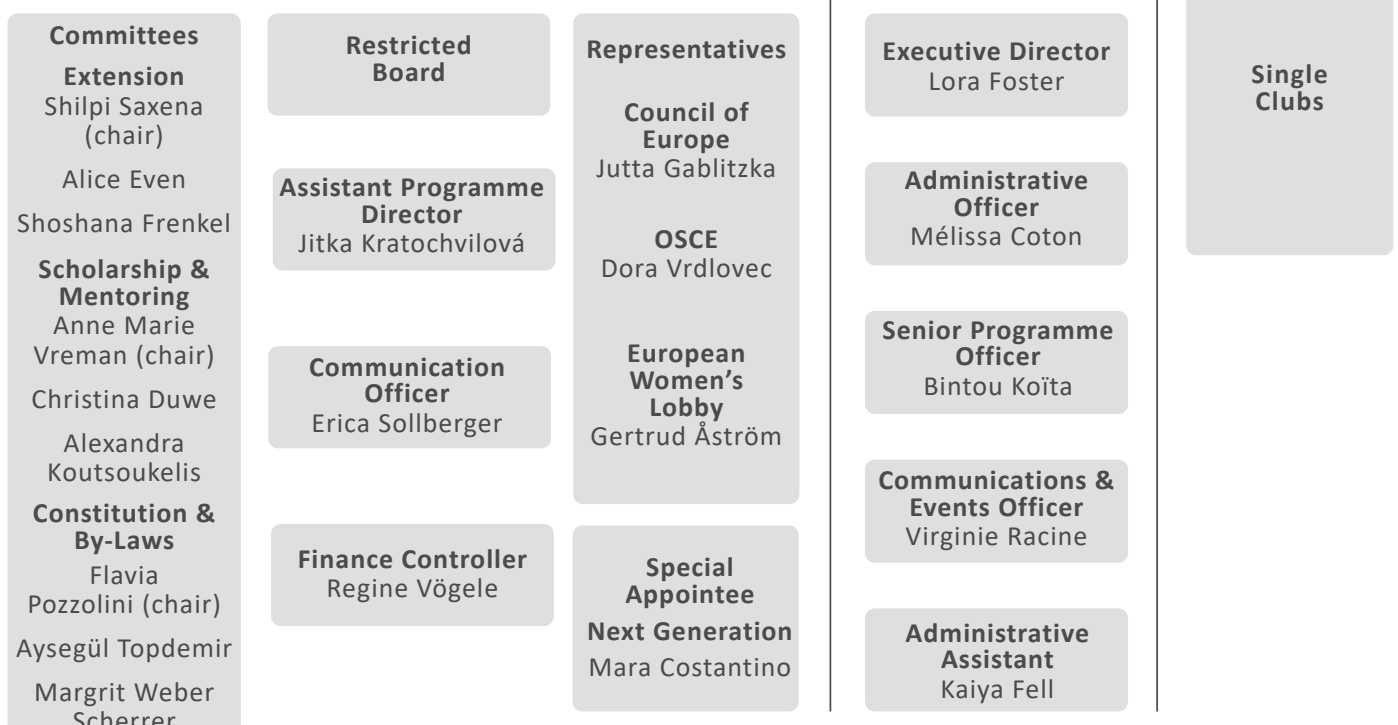 Committees
Extension
Shilpi Saxena
(chair)
Alice Even
Shoshana Frenkel
Scholarship &
Mentoring
Anne Marie
Vreman (chair)
Christina Duwe
Alexandra
Koutsoukelis
Constitution &
By-Laws
Flavia
Pozzolini (chair)
Aysegül Topdemir
Margrit Weber
Scherrer
Restricted
Board
Assistant Programme
Director
Jitka Kratochvilová
Communication
Officer
Erica Sollberger
Finance Controller
Regine Vögele
Representatives
Council of
Europe
Jutta Gablitzka
OSCE
Dora Vrdlovec
European
Women’s
Lobby
Gertrud Åström
Special
Appointee
Next Generation
Mara Costantino
Executive Director
Lora Foster
Administrative
Officer
Mélissa Coton
Senior Programme
Officer
Bintou Koïta
Communications &
Events Officer
Virginie Racine
Administrative
Assistant
Kaiya Fell
Single
Clubs